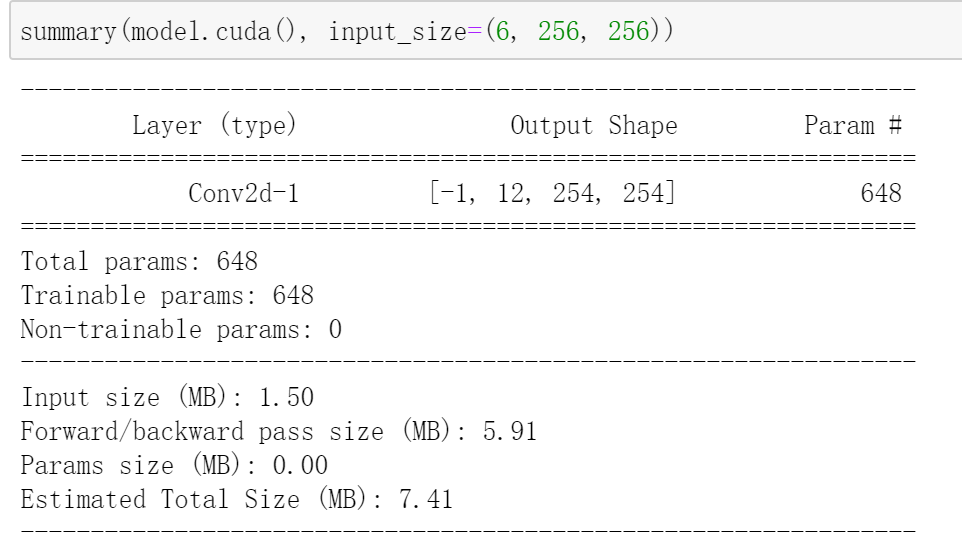 summary(model.cuda(), input_size=(6, 256, 256))
----------------------------------------------------------------
Layer (type) Output Shape Param #
================================================================
Conv2d-1 [-1, 12, 254, 254] 648
================================================================
Total params: 648
Trainable params: 648
Non-trainable params: 0
----------------------------------------------------------------
Input size (MB): 1.50
Forward/backward pass size (MB): 5.91
Params size (MB): 0.00
Estimated Total Size (MB): 7.41
----------------------------------------------------------------